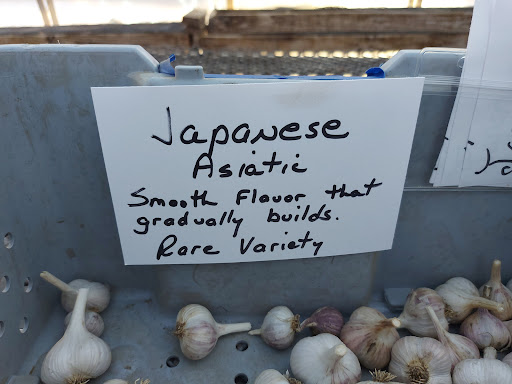 Japanese
Asiatic
Smooth Flavor that
gradually builds.
Rare Variety